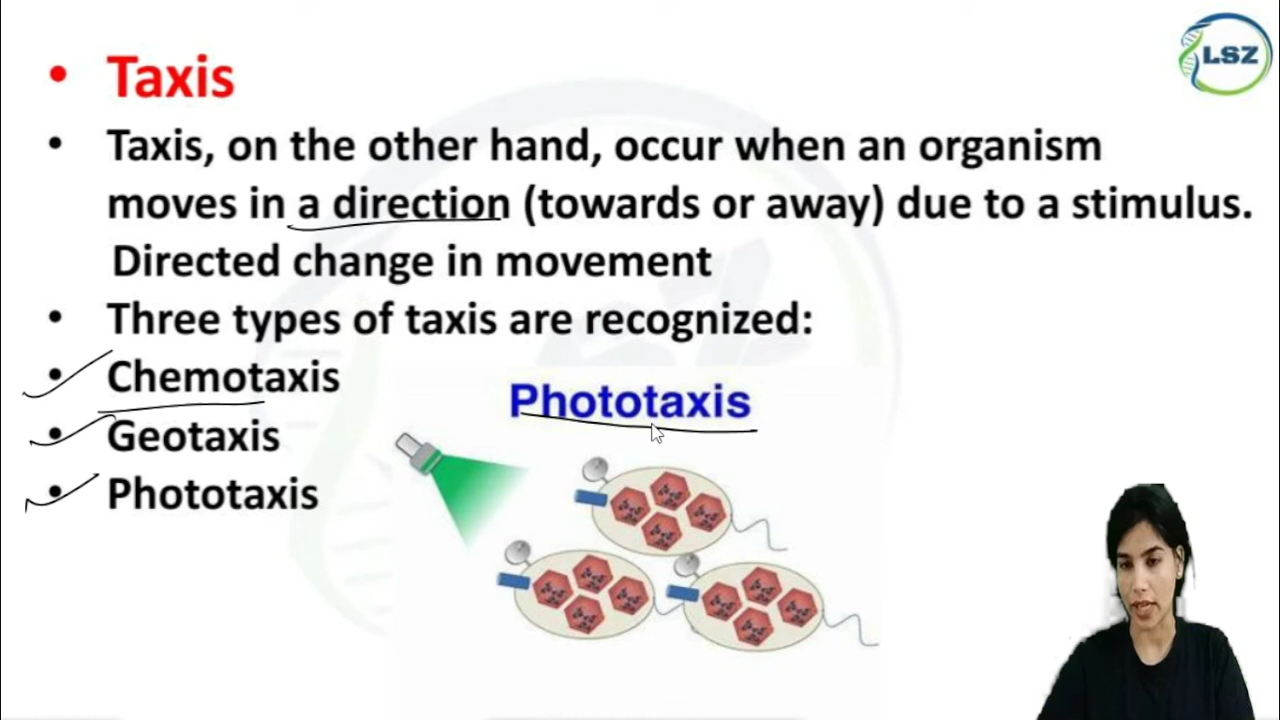 LSZ
• Taxis
• Taxis, on the other hand, occur when an organism
moves in a direction (towards or away) due to a stimulus.
Directed change in movement
• Three types of taxis are recognized:
• Chemotaxis
• Geotaxis
• Phototaxis
Phototaxis